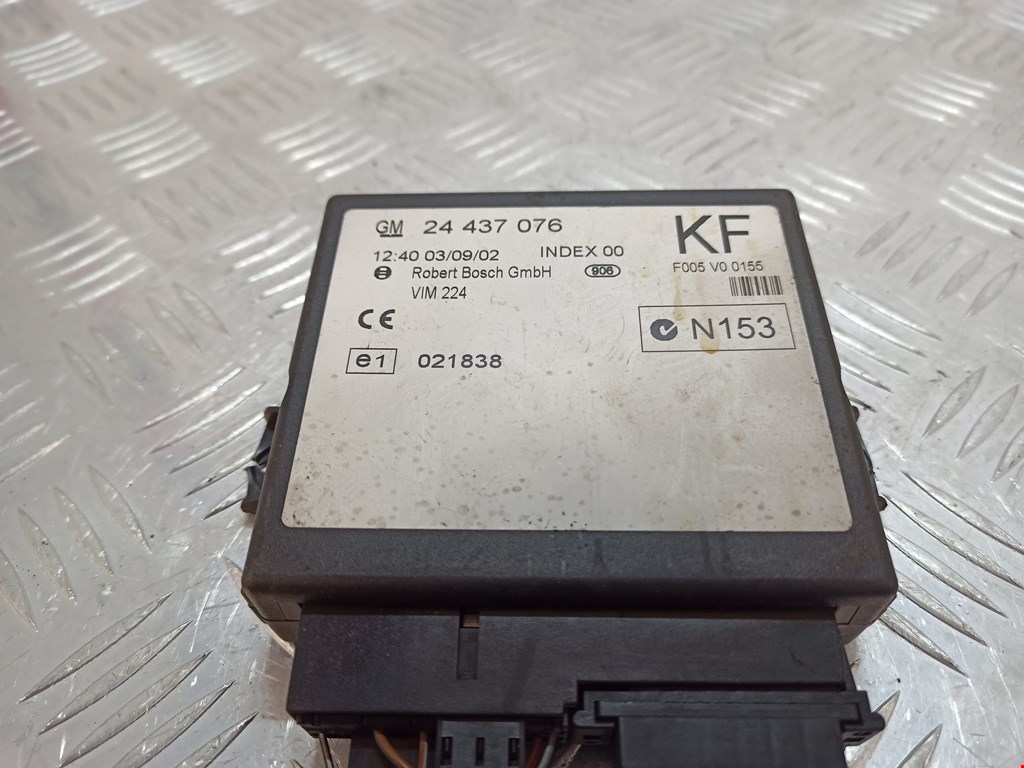 GM 24 437 076 KF
12:40 03/09/02 INDEX 00
F005 V0 0155
Robert Bosch GmbH 906
VIM 224
N153
CE
e1 021838